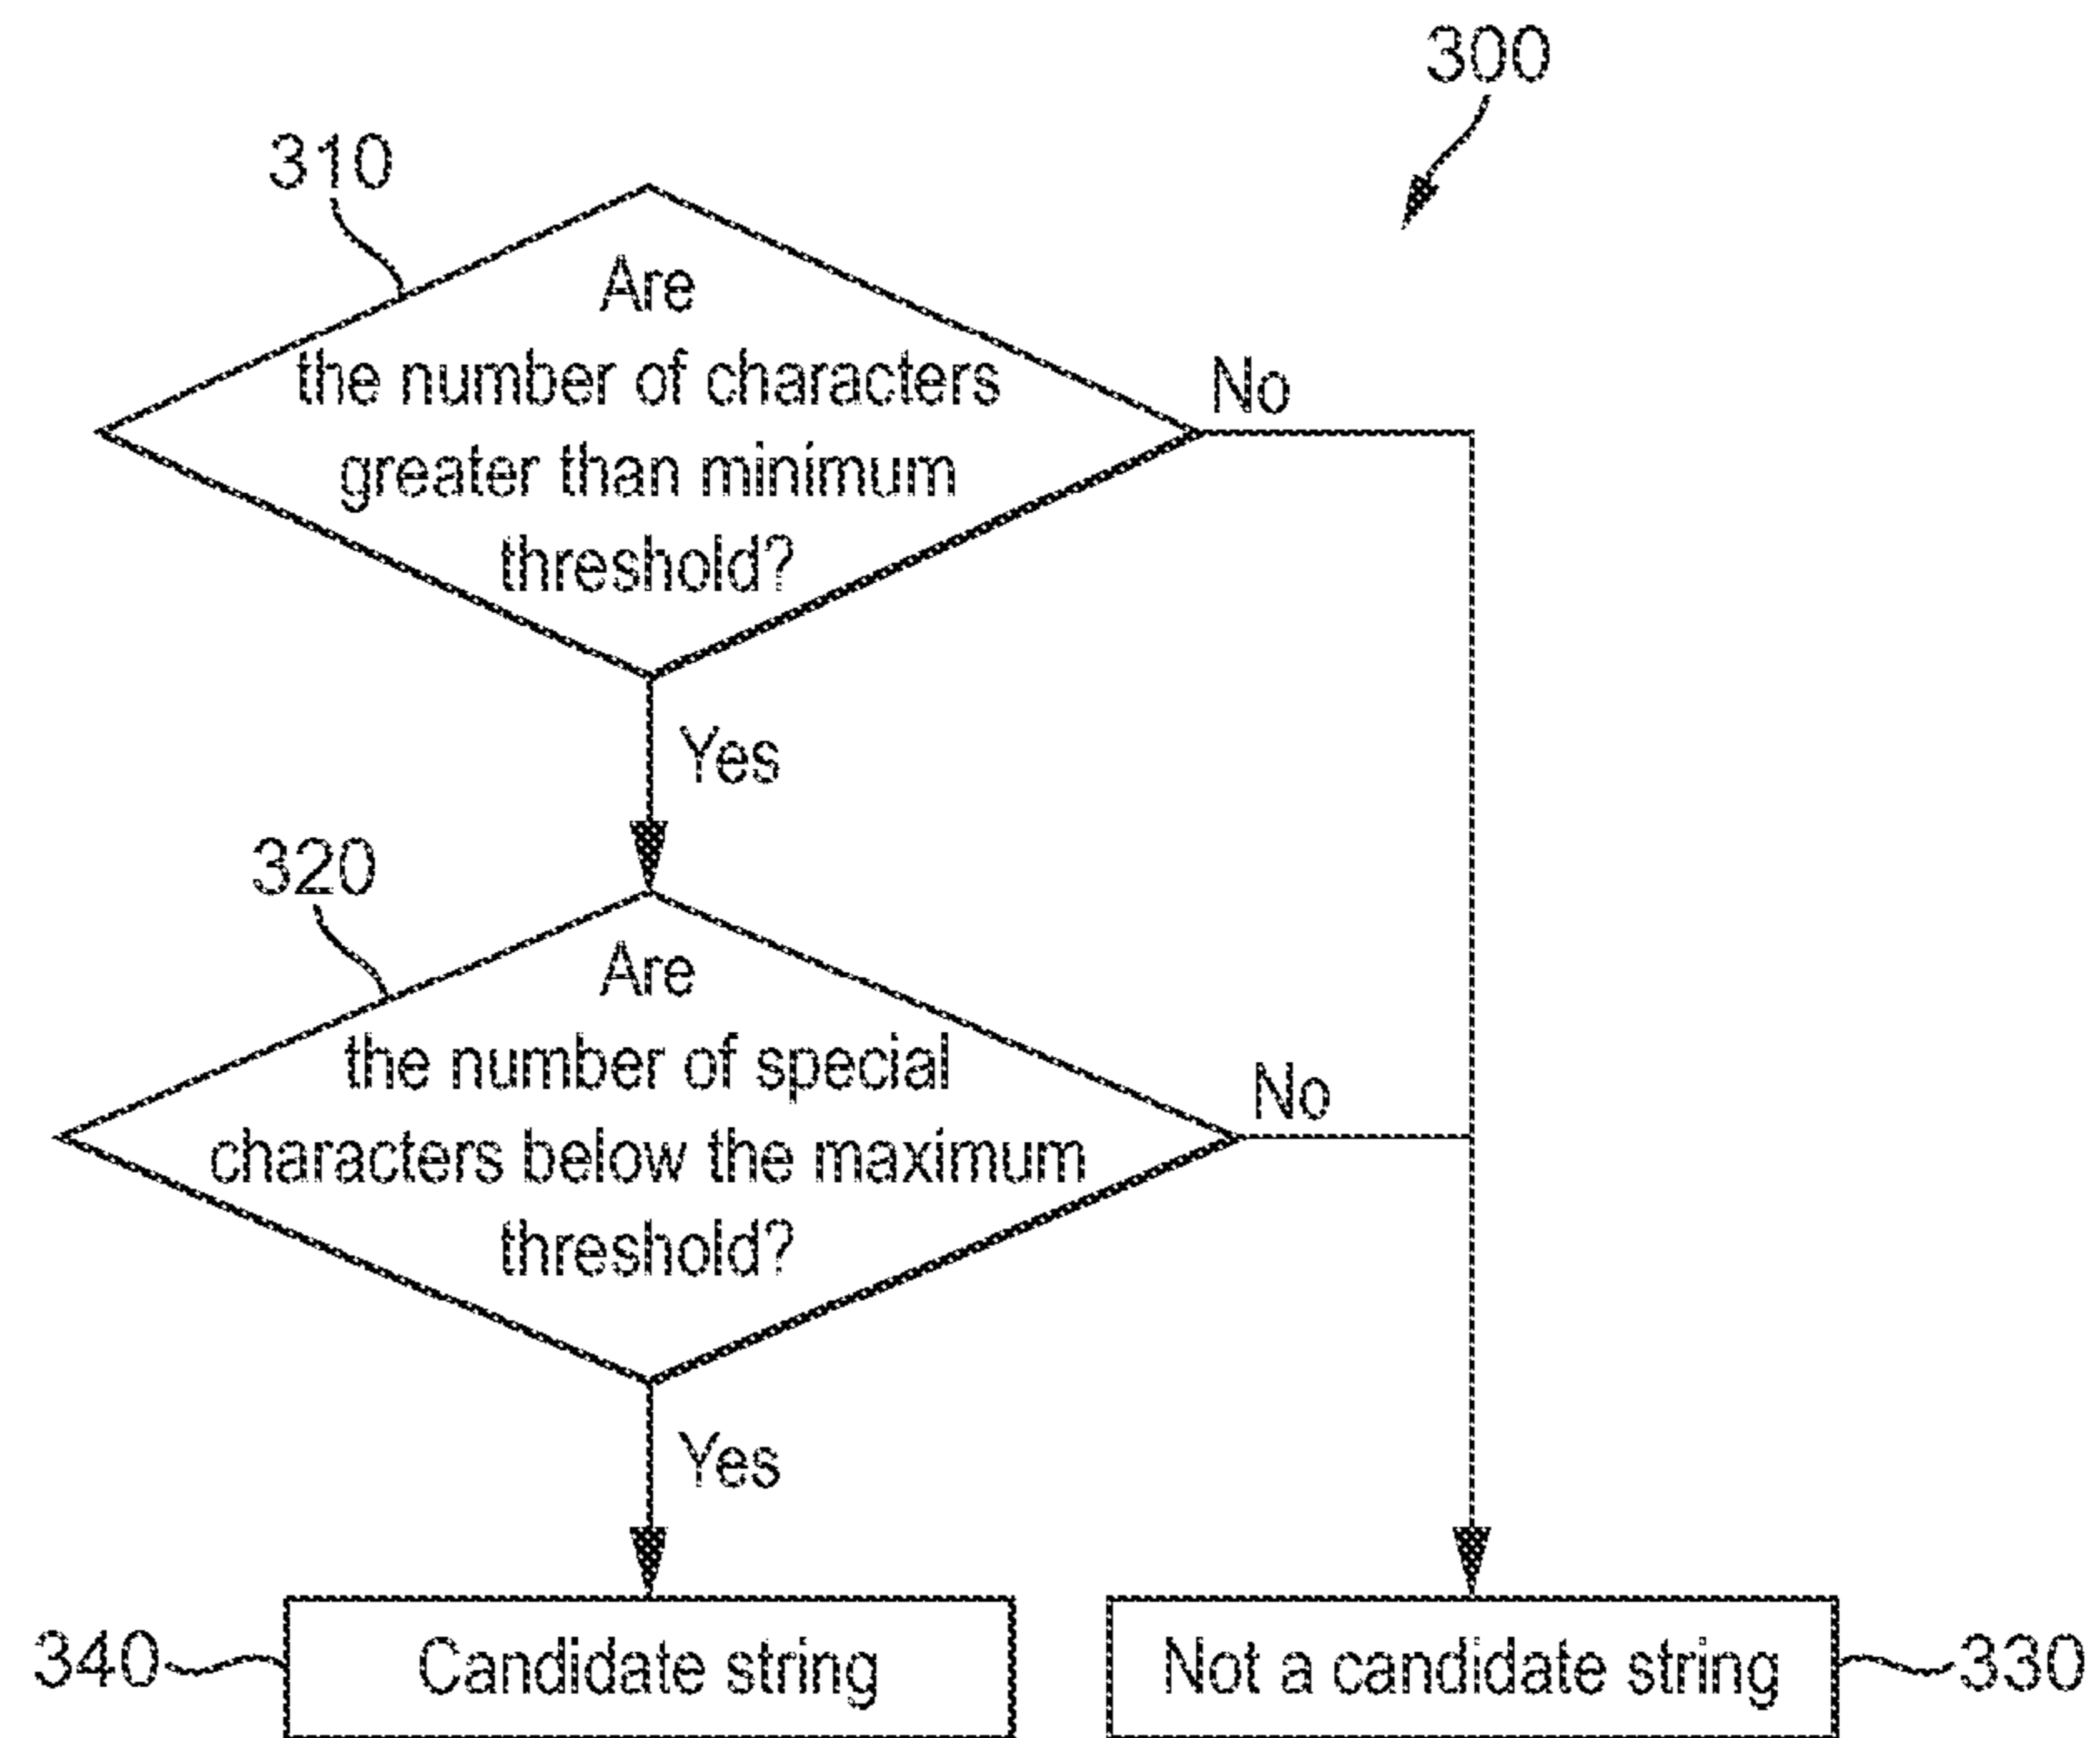 300
310
Are
the number of characters
greater than minimum
threshold?
No
Yes
320
Are
the number of special
characters below the maximum
threshold?
No
Yes
340
Candidate string
Not a candidate string
330